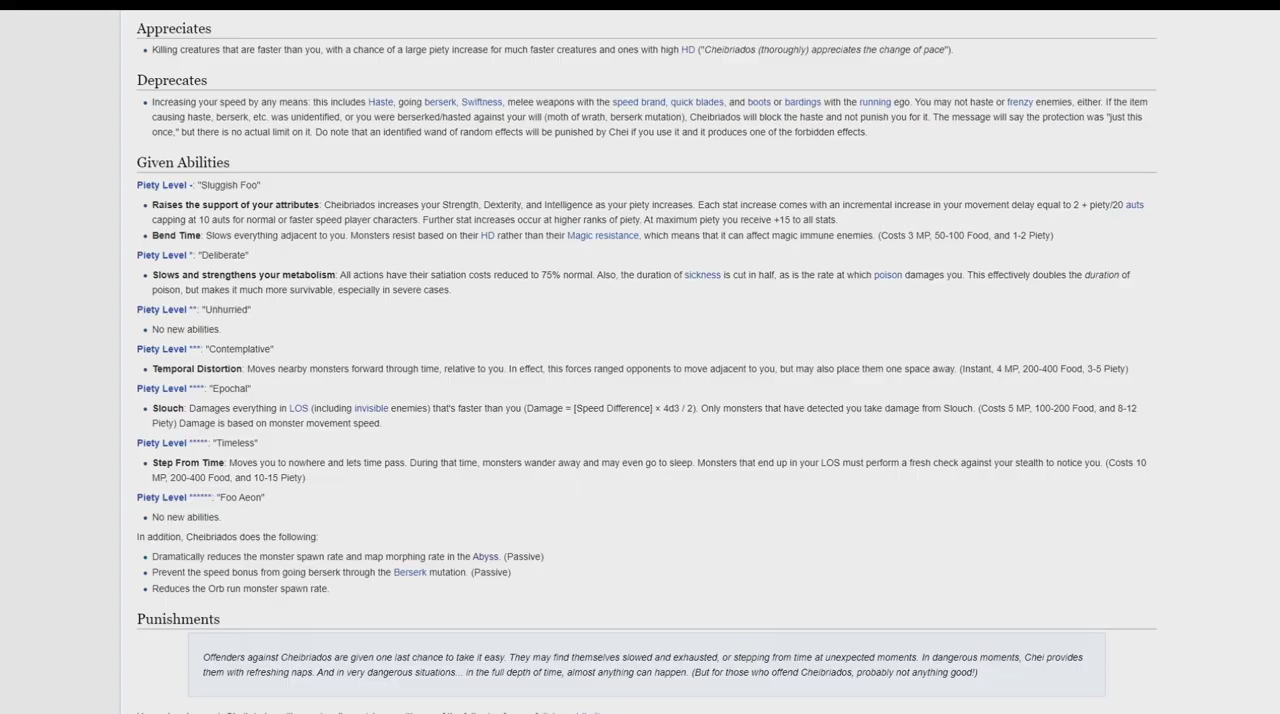 Appreciates
Killing creatures that are faster than you, with a chance of a large piety increase for much faster creatures and ones with high HD ("Cheibriados (thoroughly) appreciates the change of pace").
Deprecates
Increasing your speed by any means: this includes Haste, going berserk, Swiftness, melee weapons with the speed brand, quick blades, and boots or bardings with the running ego. You may not haste or frenzy enemies, either. If the item
causing haste, berserk, etc. was unidentified, or you were berserked/hasted against your will (moth of wrath, berserk mutation), Cheibriados will block the haste and not punish you for it. The message will say the protection was "just this
once," but there is no actual limit on it. Do note that an identified wand of random effects will be punished by Chei if you use it and it produces one of the forbidden effects.
Given Abilities
Piety Level -: "Sluggish Foo"
Raises the support of your attributes: Cheibriados increases your Strength, Dexterity, and Intelligence as your piety increases. Each stat increase comes with an incremental increase in your movement delay equal to 2 + piety/20 auts
capping at 10 auts for normal or faster speed player characters. Further stat increases occur at higher ranks of piety. At maximum piety you receive +15 to all stats.
Bend Time: Slows everything adjacent to you. Monsters resist based on their HD rather than their Magic resistance, which means that it can affect magic immune enemies. (Costs 3 MP, 50-100 Food, and 1-2 Piety)
Piety Level *: "Deliberate"
Slows and strengthens your metabolism: All actions have their satiation costs reduced to 75% normal. Also, the duration of sickness is cut in half, as is the rate at which poison damages you. This effectively doubles the duration of
poison, but makes it much more survivable, especially in severe cases.
Piety Level **: "Unhurried"
No new abilities.
Piety Level ***: "Contemplative"
Temporal Distortion: Moves nearby monsters forward through time, relative to you. In effect, this forces ranged opponents to move adjacent to you, but may also place them one space away. (Instant, 4 MP, 200-400 Food, 3-5 Piety)
Piety Level ****: "Epochal"
Slouch: Damages everything in LOS (including invisible enemies) that's faster than you (Damage = [Speed Difference] × 4d3 / 2). Only monsters that have detected you take damage from Slouch. (Costs 5 MP, 100-200 Food, and 8-12
Piety) Damage is based on monster movement speed.
Piety Level *****: "Timeless"
Step From Time: Moves you to nowhere and lets time pass. During that time, monsters wander away and may even go to sleep. Monsters that end up in your LOS must perform a fresh check against your stealth to notice you. (Costs 10
MP, 200-400 Food, and 10-15 Piety)
Piety Level ******: "Foo Aeon"
No new abilities.
In addition, Cheibriados does the following:
Dramatically reduces the monster spawn rate and map morphing rate in the Abyss. (Passive)
Prevent the speed bonus from going berserk through the Berserk mutation. (Passive)
Reduces the Orb run monster spawn rate.
Punishments
Offenders against Cheibriados are given one last chance to take it easy. They may find themselves slowed and exhausted, or stepping from time at unexpected moments. In dangerous moments, Chei provides
them with refreshing naps. And in very dangerous situations... in the full depth of time, almost anything can happen. (But for those who offend Cheibriados, probably not anything good!)